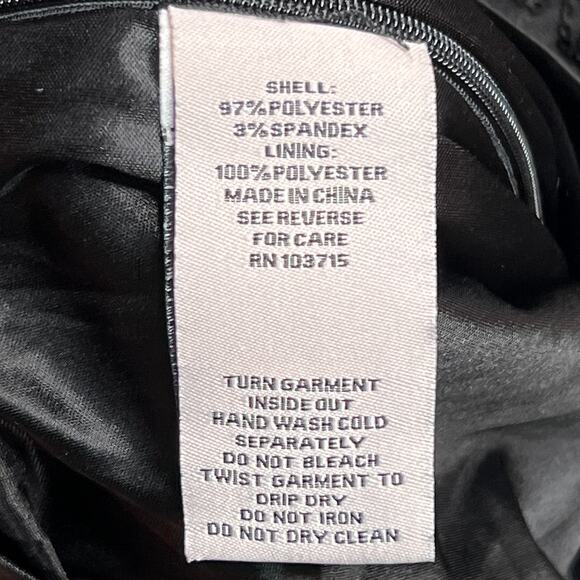 SHELL:
97%POLYESTER
3%SPANDEX
LINING:
100%POLYESTER
MADE IN CHINA
SEE REVERSE
FOR CARE
RN 103715
TURN GARMENT
INSIDE OUT
HAND WASH COLD
SEPARATELY
DO NOT BLEACH
TWIST GARMENT TO
DRIP DRY
DO NOT IRON
DO NOT DRY CLEAN